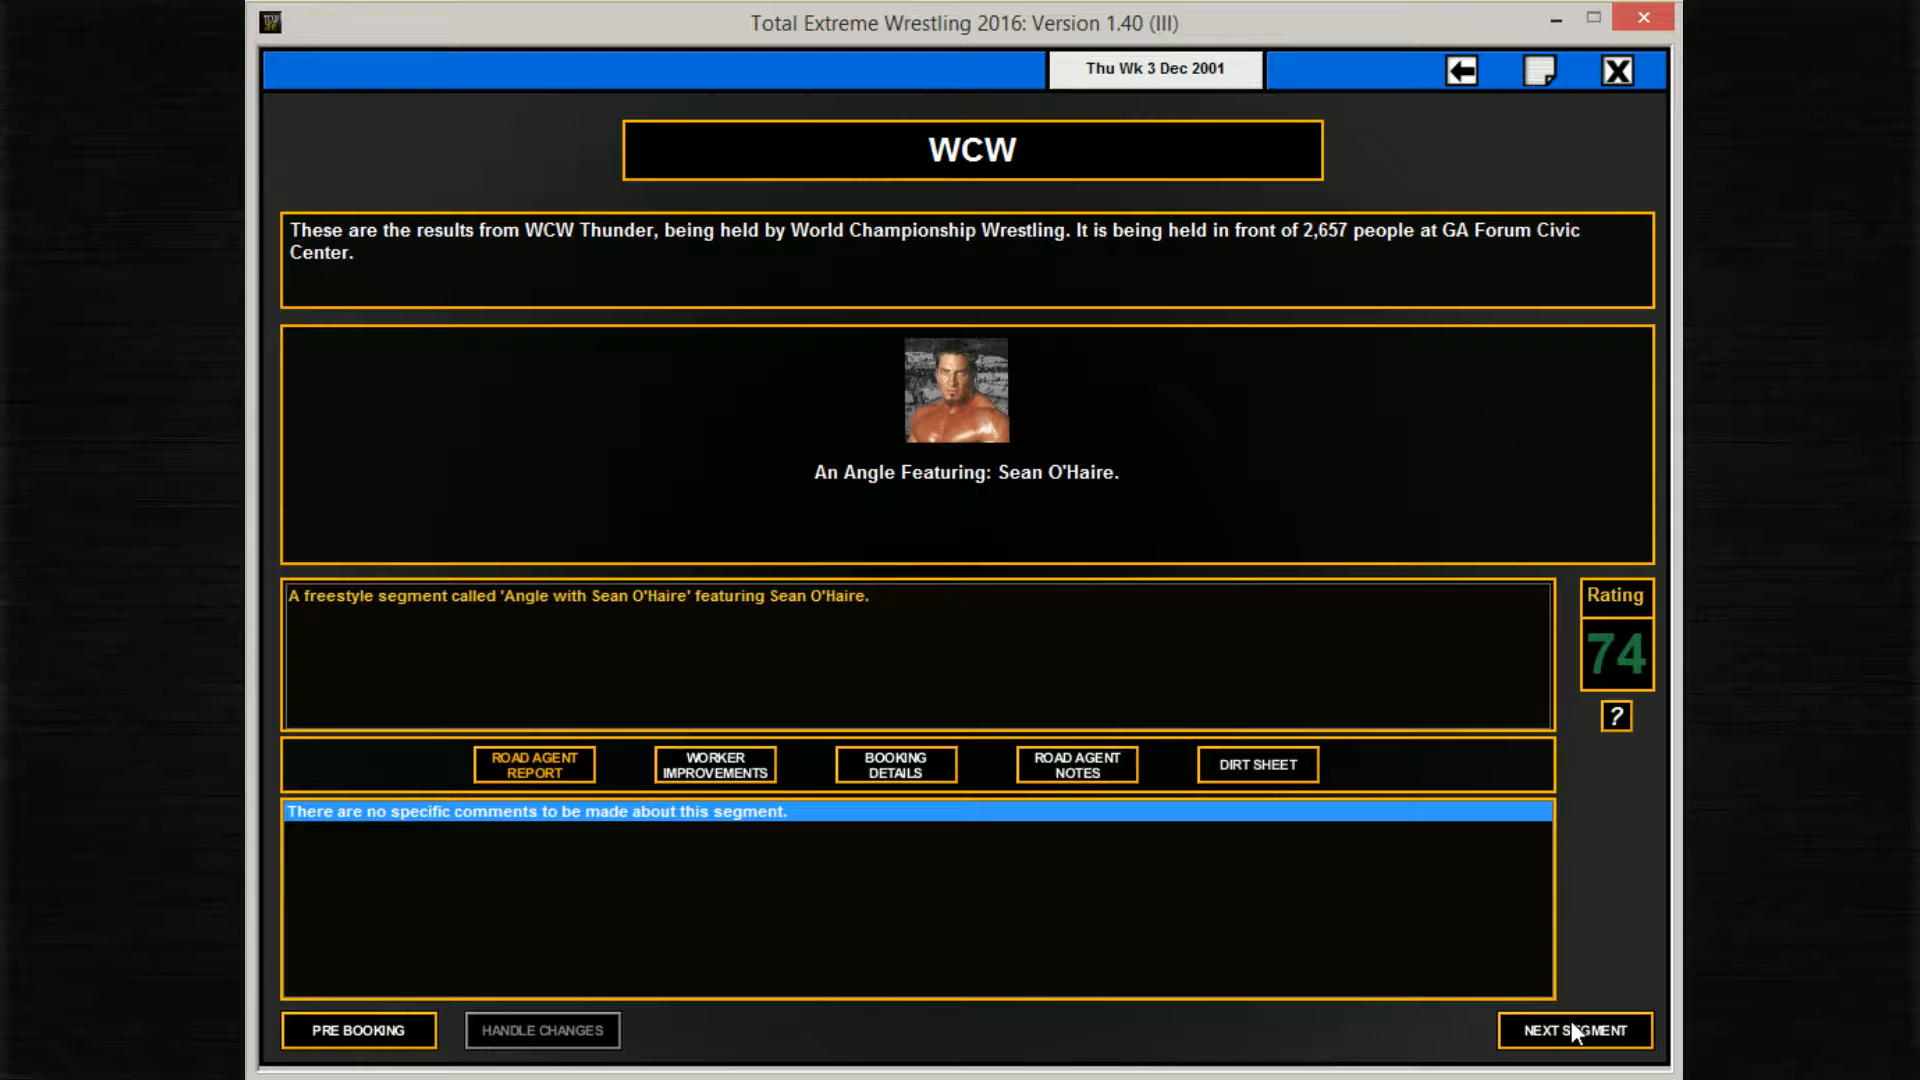 Total Extreme Wrestling 2016: Version 1.40 (III)
Thu Wk 3 Dec 2001
WCW
These are the results from WCW Thunder, being held by World Championship Wrestling. It is being held in front of 2,657 people at GA Forum Civic
Center.
An Angle Featuring: Sean O'Haire.
A freestyle segment called 'Angle with Sean O'Haire' featuring Sean O'Haire.
Rating
74
?
ROAD AGENT
REPORT
WORKER
IMPROVEMENTS
BOOKING
DETAILS
ROAD AGENT
NOTES
DIRT SHEET
There are no specific comments to be made about this segment.
PRE BOOKING
HANDLE CHANGES
NEXT SEGMENT